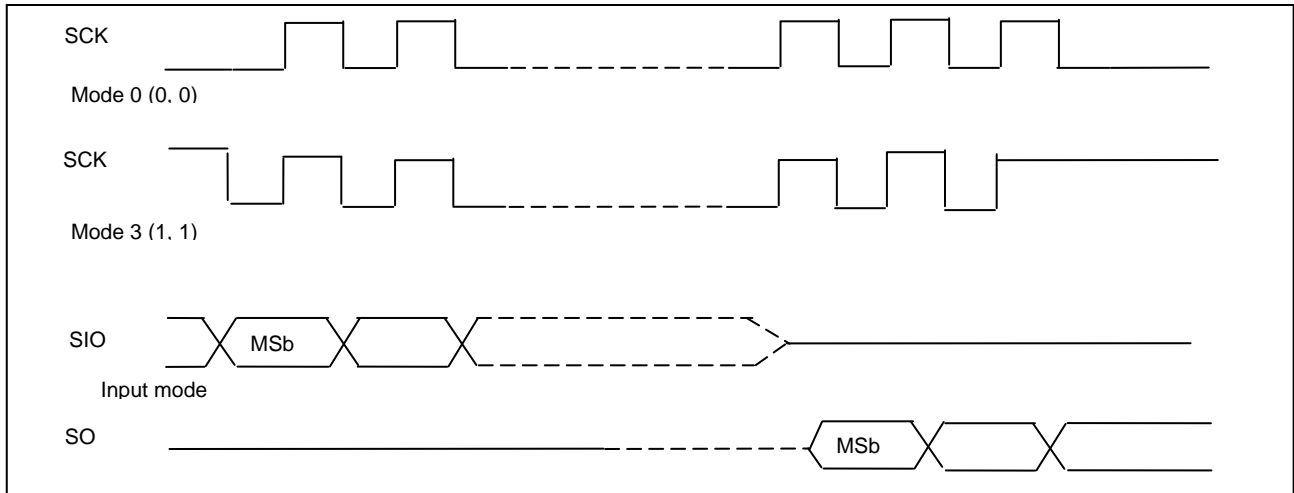 SCK
Mode 0 (0, 0)
SCK
Mode 3 (1, 1)
SIO
MSb
Input mode
SO
MSb